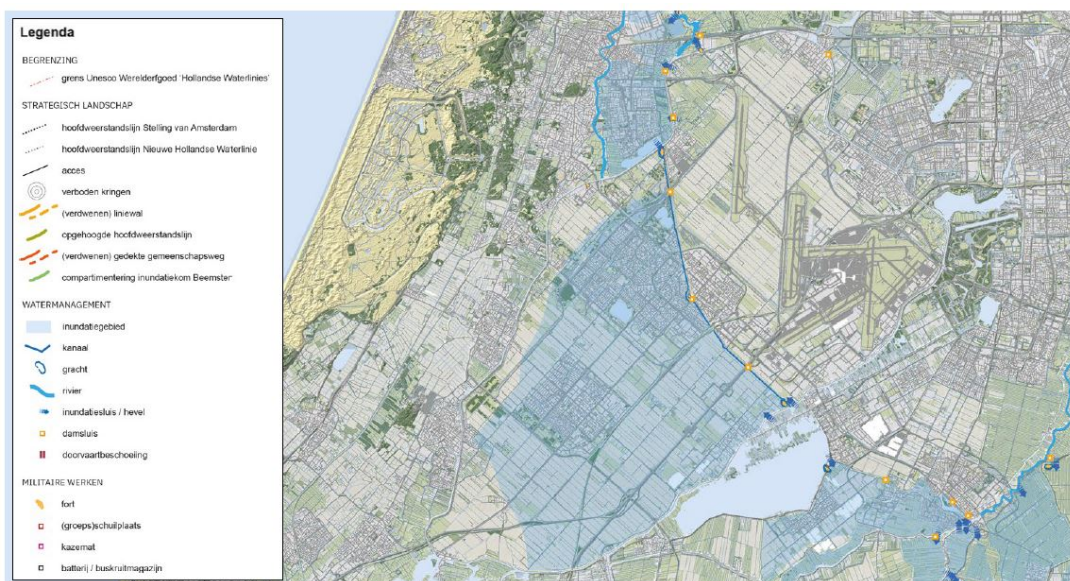 Legenda
BEGRENZING
grens Unesco Werelderfgoed 'Hollandse Waterlinies'
STRATEGISCH LANDSCHAP
hoofdweerstandslijn Stelling van Amsterdam
hoofdweerstandslijn Nieuwe Hollandse Waterlinie
acces
verboden kringen
(verdwenen) liniewal
opgehoogde hoofdweerstandslijn
(verdwenen) gedekte gemeenschapsweg
compartimentering inundatiekom Beemster
WATERMANAGEMENT
inundatiegebied
kanaal
gracht
rivier
inundatiesluis / hevel
damsluis
doorvaartbeschoeiing
MILITAIRE WERKEN
fort
(groeps)schuilplaats
kazemat
batterij / buskruitmagazijn